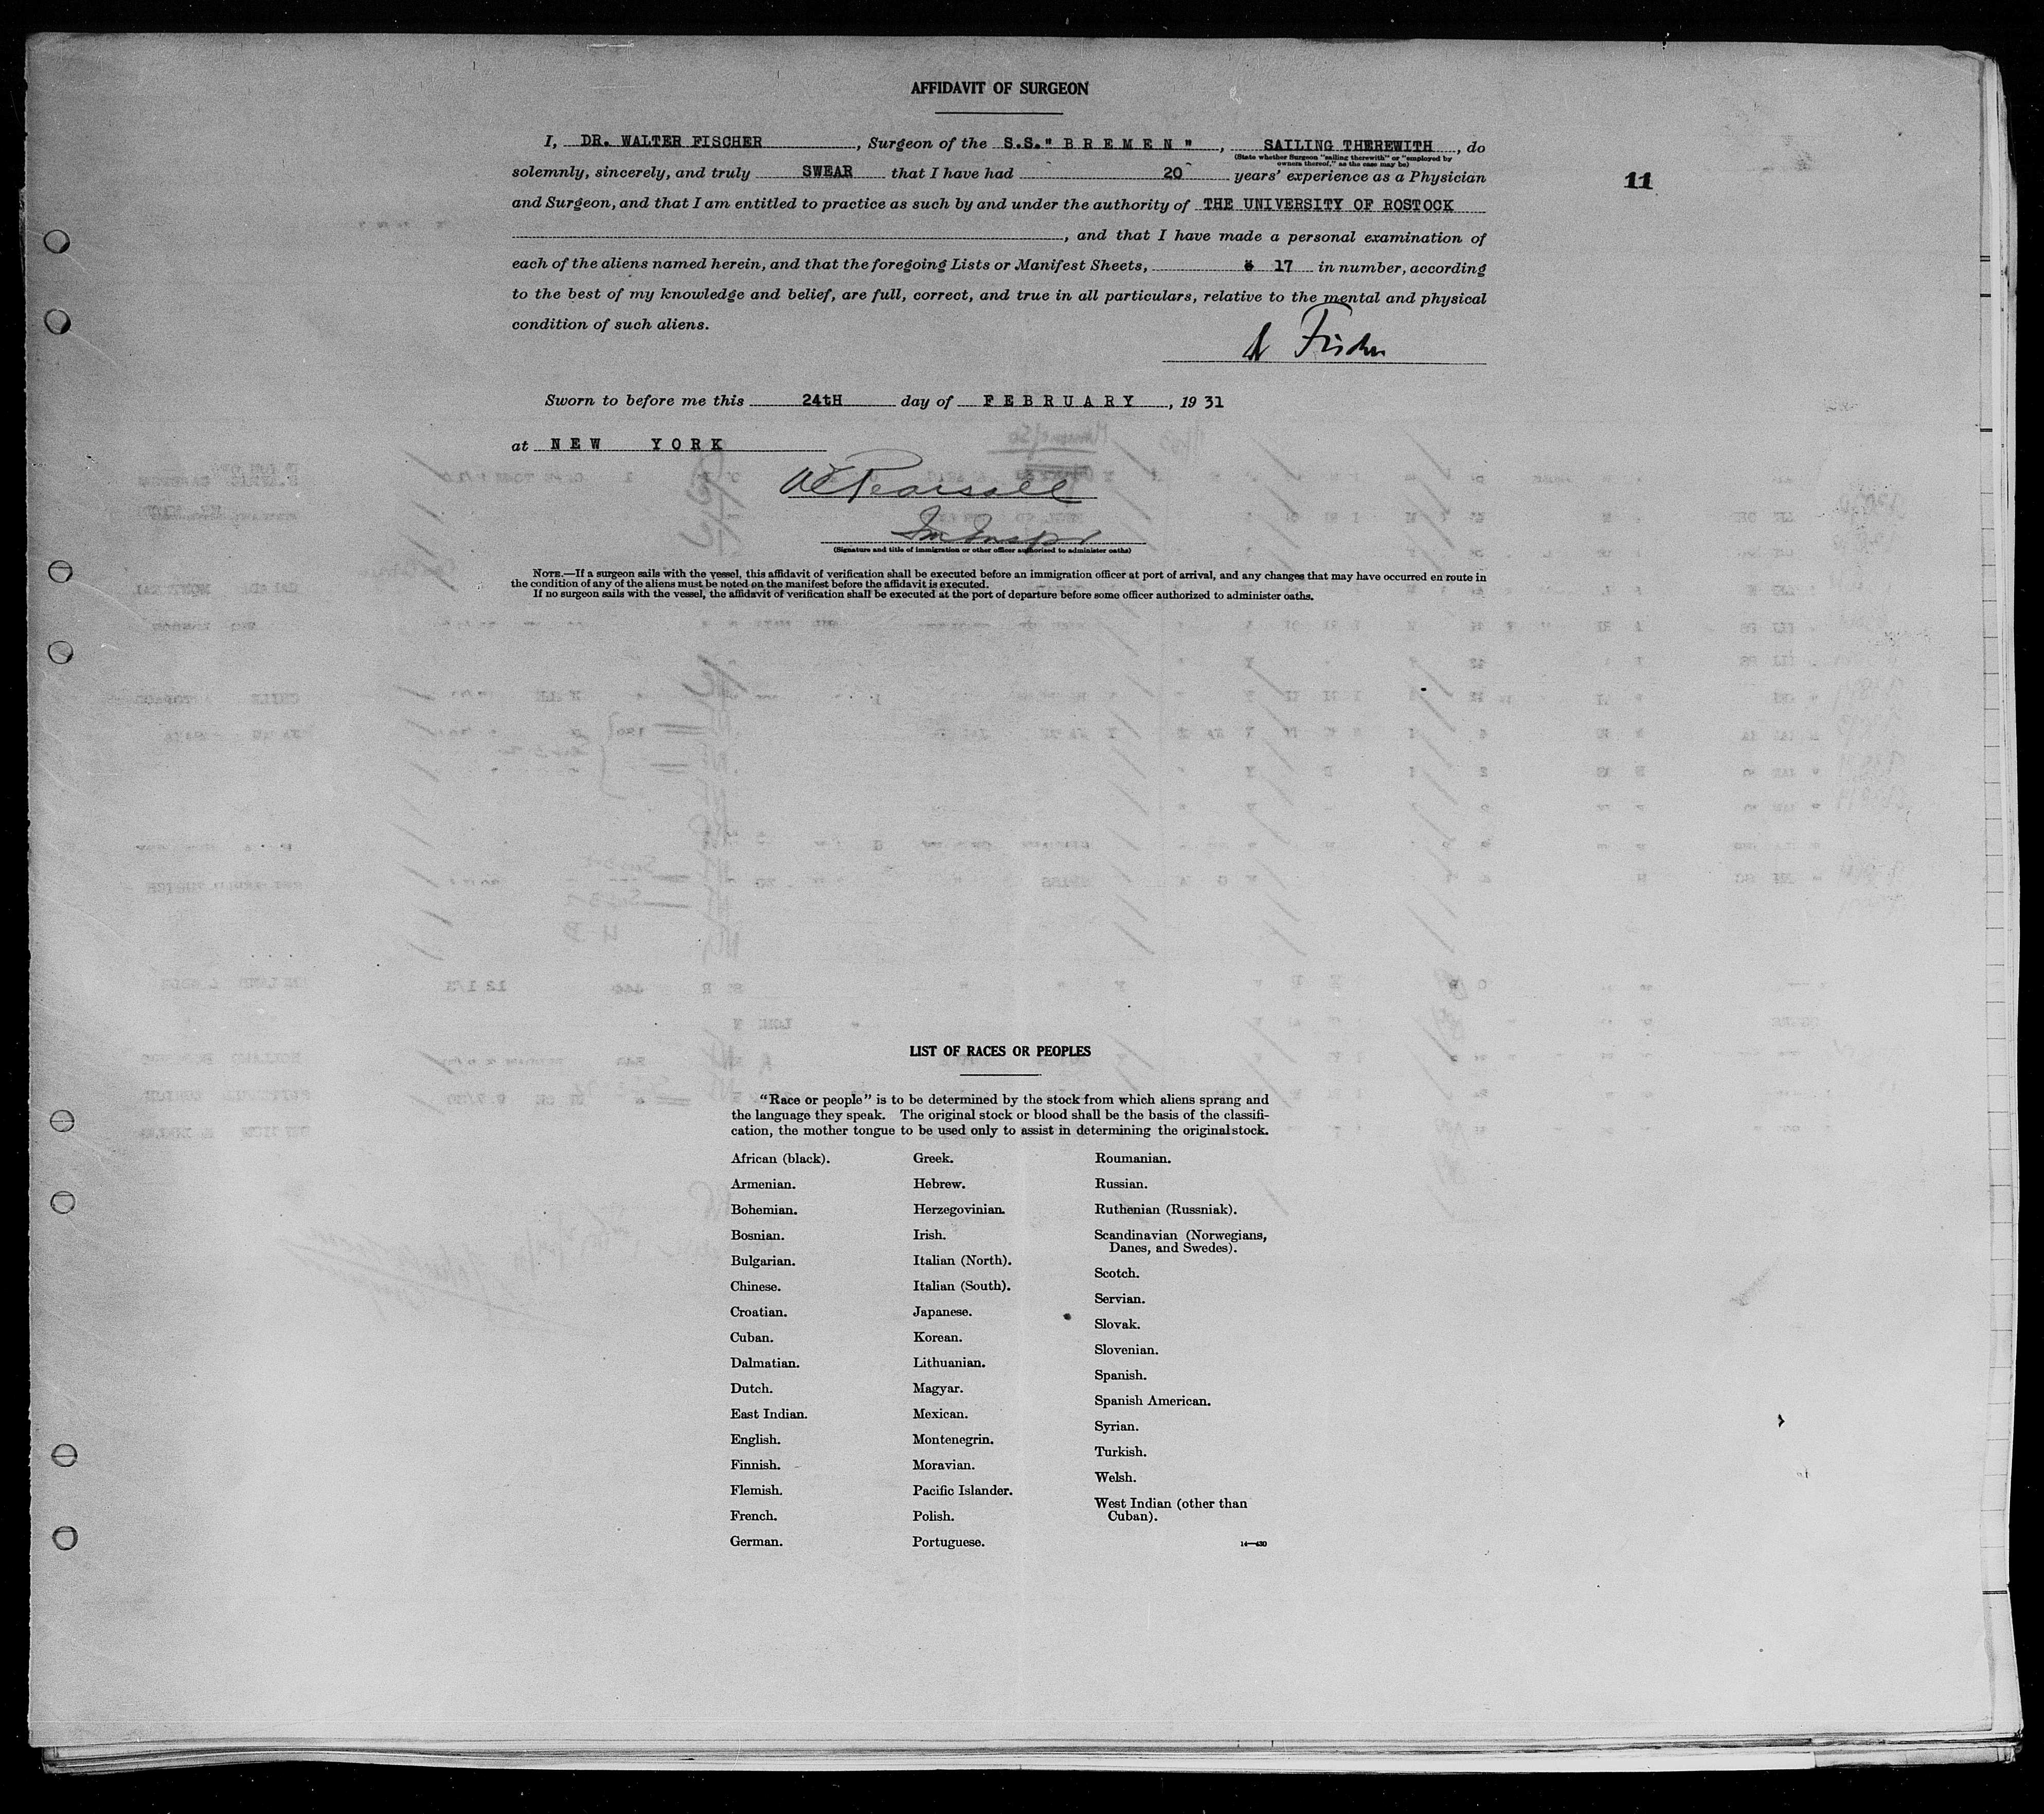 AFFIDAVIT OF SURGEON
I, DR. WALTER FISCHER, Surgeon of the S.S." B R E M E N ", SAILING THEREWITH, do
(State whether Surgeon "sailing therewith" or "employed by owners thereof," as the case may be)
solemnly, sincerely, and truly SWEAR that I have had 20 years' experience as a Physician
11
and Surgeon, and that I am entitled to practice as such by and under the authority of THE UNIVERSITY OF ROSTOCK
, and that I have made a personal examination of
each of the aliens named herein, and that the foregoing Lists or Manifest Sheets, 17 in number, according
to the best of my knowledge and belief, are full, correct, and true in all particulars, relative to the mental and physical
condition of such aliens.
Fischer
Sworn to before me this 24tH day of F E B R U A R Y, 19 31
at N E W Y O R K
Pearsall
Im Inspr
(Signature and title of immigration or other officer authorized to administer oaths)
NOTE.—If a surgeon sails with the vessel, this affidavit of verification shall be executed before an immigration officer at port of arrival, and any changes that may have occurred en route in
the condition of any of the aliens must be noted on the manifest before the affidavit is executed.
If no surgeon sails with the vessel, the affidavit of verification shall be executed at the port of departure before some officer authorized to administer oaths.
LIST OF RACES OR PEOPLES
"Race or people" is to be determined by the stock from which aliens sprang and
the language they speak. The original stock or blood shall be the basis of the classifi-
cation, the mother tongue to be used only to assist in determining the original stock.
African (black).
Armenian.
Bohemian.
Bosnian.
Bulgarian.
Chinese.
Croatian.
Cuban.
Dalmatian.
Dutch.
East Indian.
English.
Finnish.
Flemish.
French.
German.
Greek.
Hebrew.
Herzegovinian.
Irish.
Italian (North).
Italian (South).
Japanese.
Korean.
Lithuanian.
Magyar.
Mexican.
Montenegrin.
Moravian.
Pacific Islander.
Polish.
Portuguese.
Roumanian.
Russian.
Ruthenian (Russniak).
Scandinavian (Norwegians,
Danes, and Swedes).
Scotch.
Servian.
Slovak.
Slovenian.
Spanish.
Spanish American.
Syrian.
Turkish.
Welsh.
West Indian (other than
Cuban).
14—430